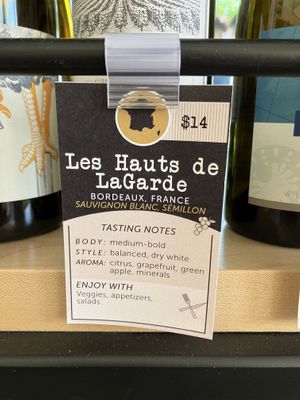 $14
Les Hauts de
LaGarde
BORDEAUX, FRANCE
SAUVIGNON BLANC, SEMILLON
TASTING NOTES
BODY: medium-bold
STYLE: balanced, dry white
AROMA: citrus, grapefruit, green
apple, minerals
ENJOY WITH
Veggies, appetizers,
salads